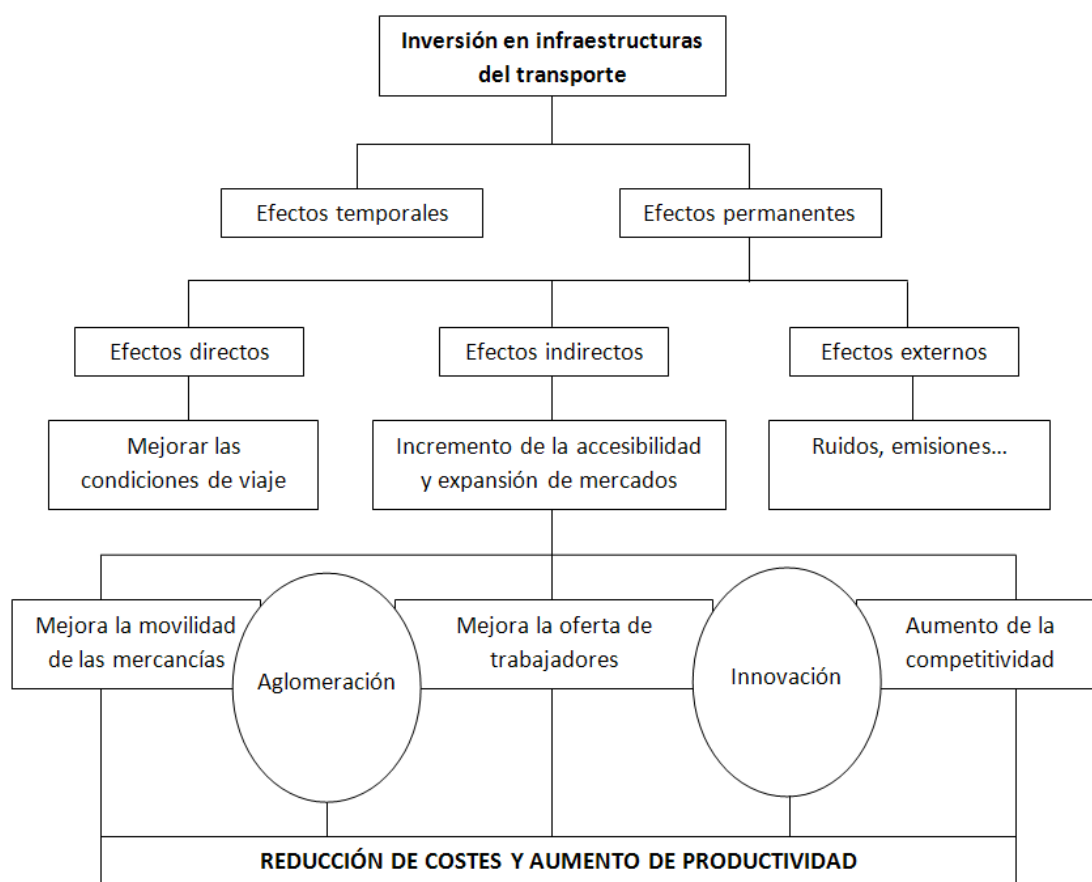 Inversión en infraestructuras
del transporte
Efectos temporales
Efectos permanentes
Efectos directos
Efectos indirectos
Efectos externos
Mejorar las
condiciones de viaje
Incremento de la accesibilidad
y expansión de mercados
Ruidos, emisiones...
Mejora la movilidad
de las mercancías
Aglomeración
Mejora la oferta de
trabajadores
Innovación
Aumento de la
competitividad
REDUCCIÓN DE COSTES Y AUMENTO DE PRODUCTIVIDAD